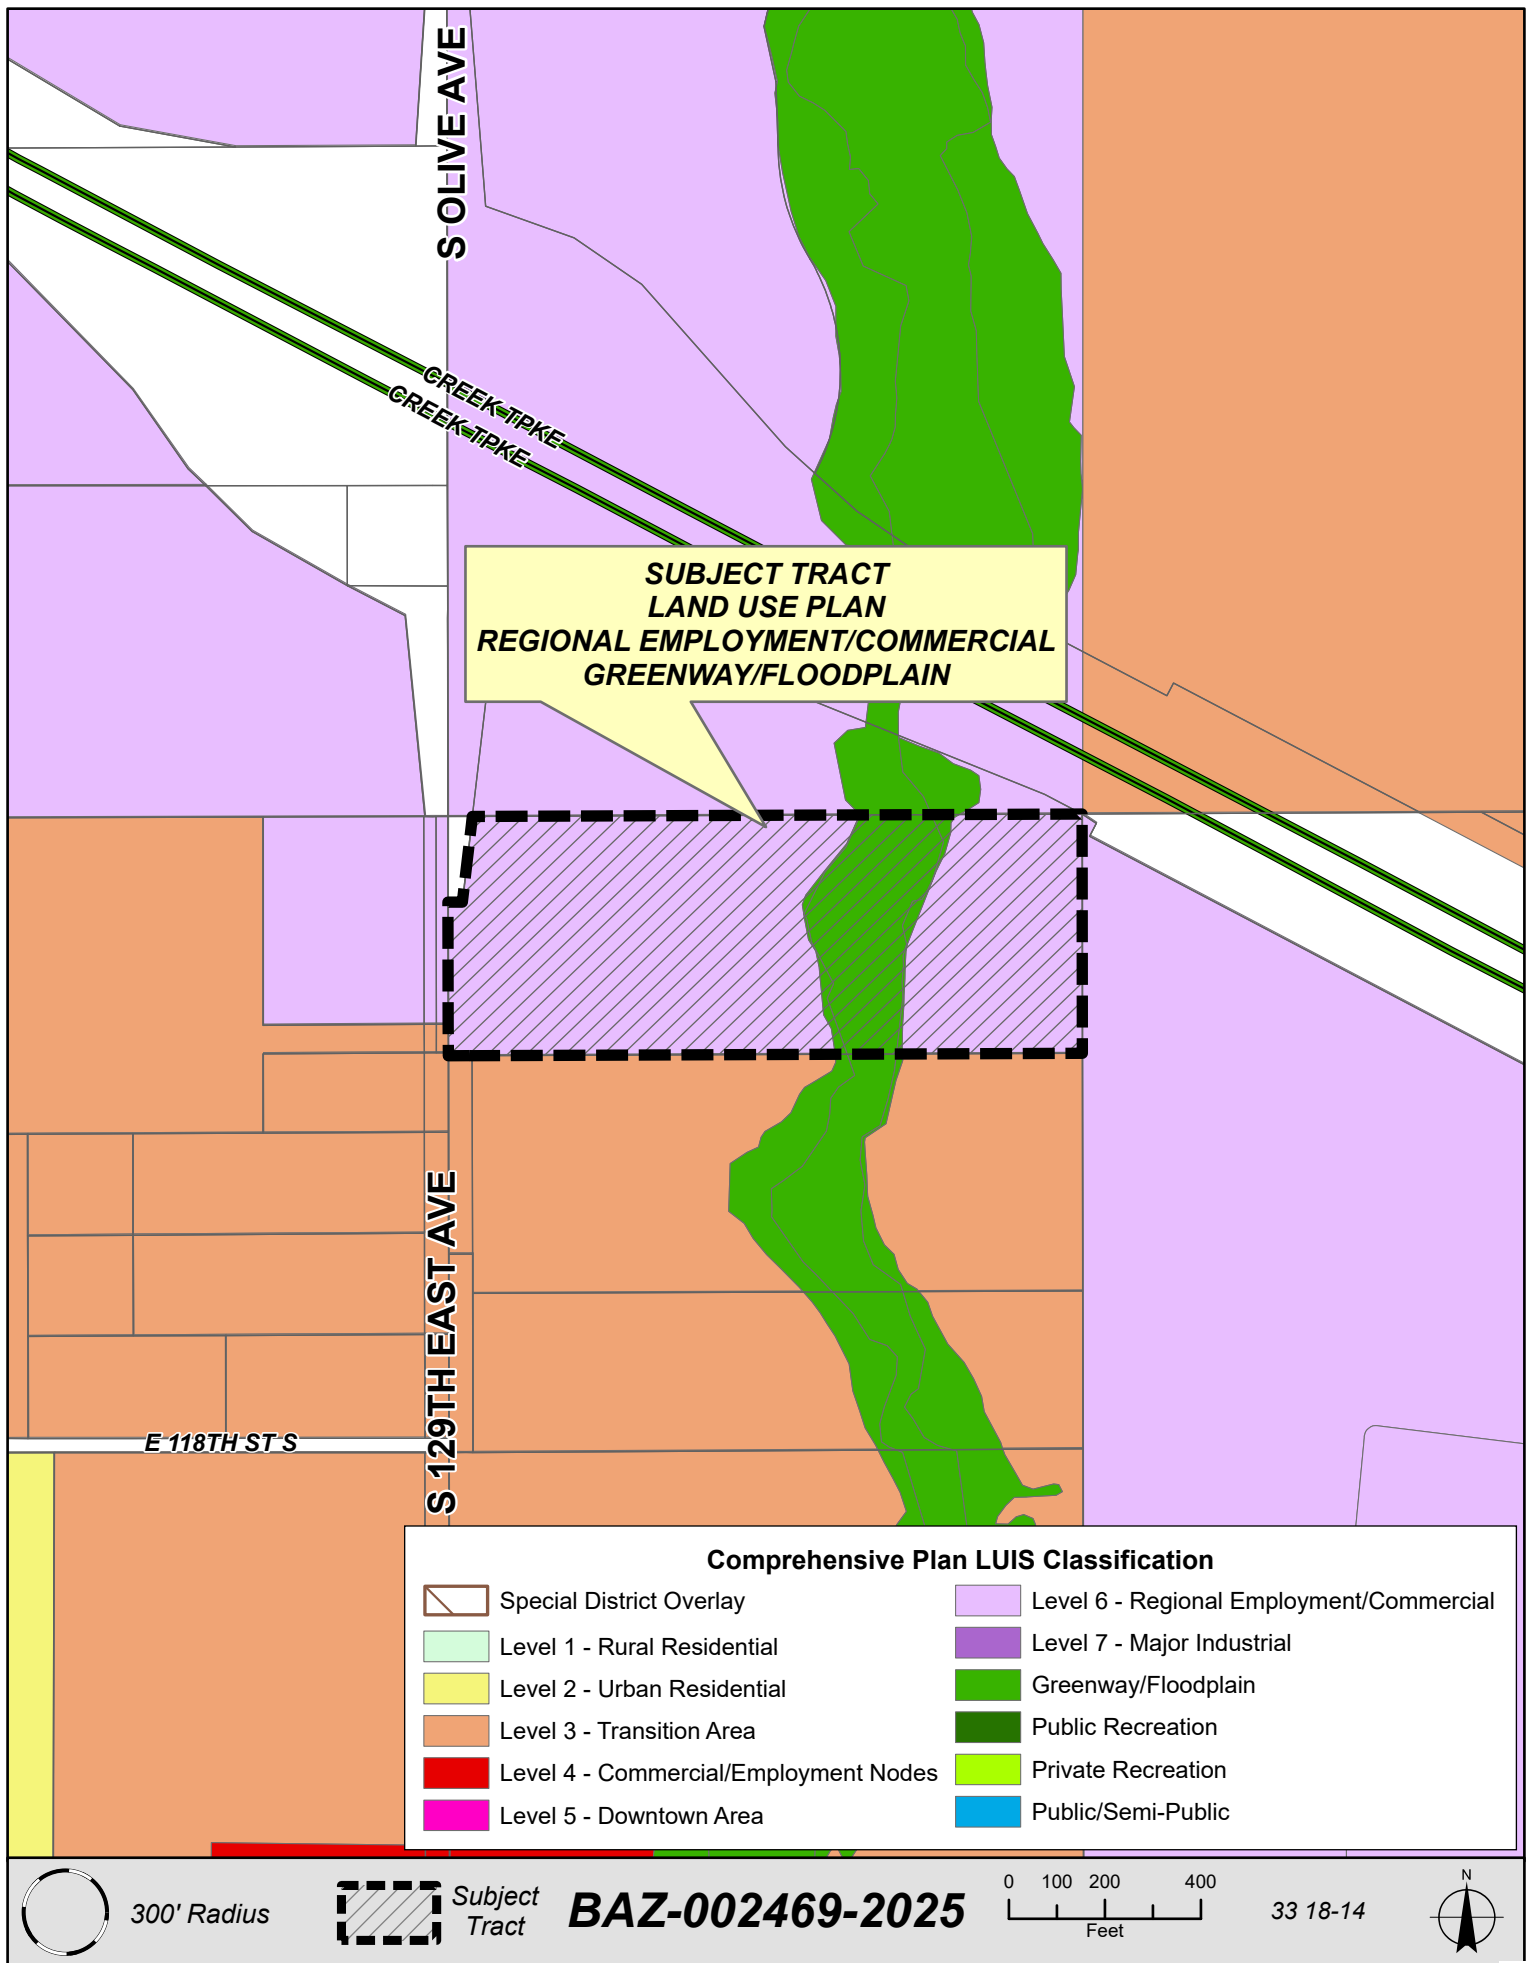 S OLIVE AVE
CREEK TPKE
CREEK TPKE
SUBJECT TRACT
LAND USE PLAN
REGIONAL EMPLOYMENT/COMMERCIAL
GREENWAY/FLOODPLAIN
S 129TH EAST AVE
E 118TH ST S
Comprehensive Plan LUIS Classification
Special District Overlay
Level 1 - Rural Residential
Level 2 - Urban Residential
Level 3 - Transition Area
Level 4 - Commercial/Employment Nodes
Level 5 - Downtown Area
Level 6 - Regional Employment/Commercial
Level 7 - Major Industrial
Greenway/Floodplain
Public Recreation
Private Recreation
Public/Semi-Public
300' Radius
Subject
Tract
BAZ-002469-2025
0 100 200 400
Feet
33 18-14
N